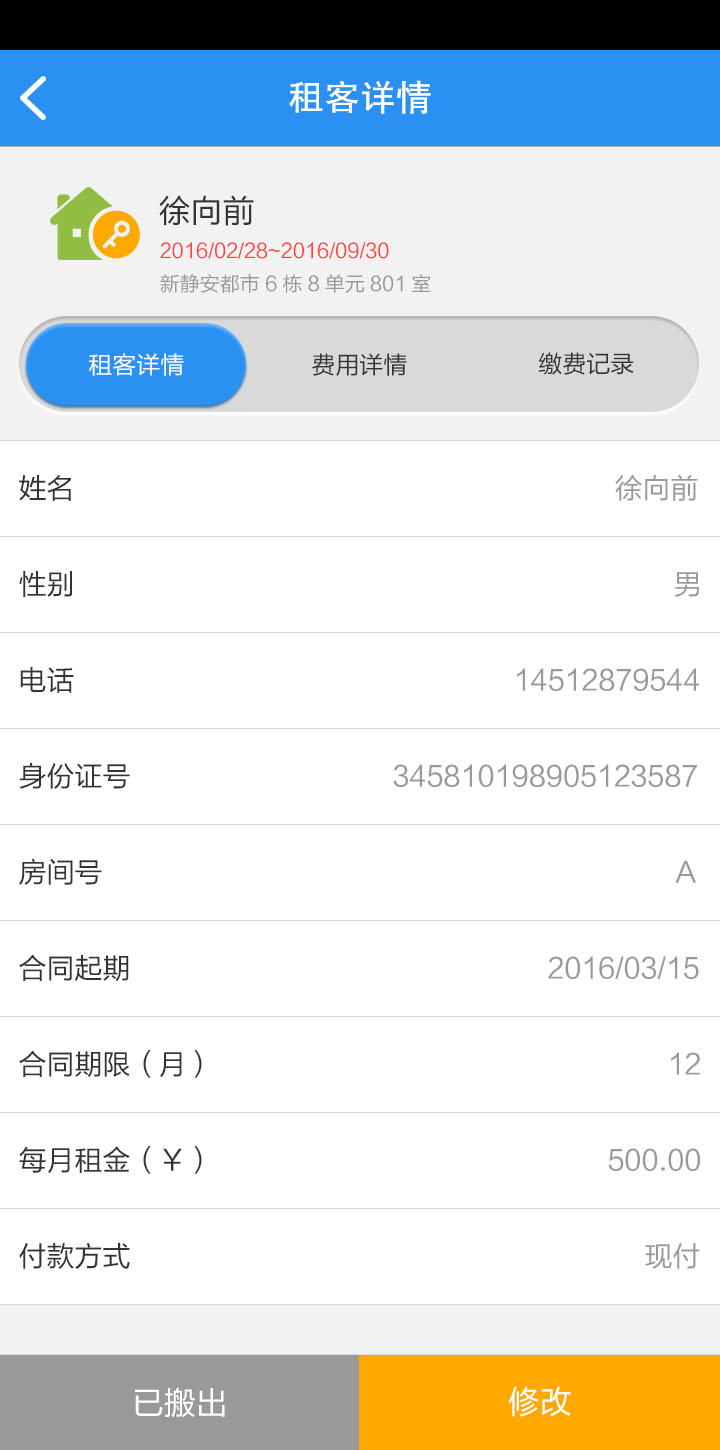 租客详情
徐向前
2016/02/28~2016/09/30
新静安都市 6 栋 8 单元 801 室
租客详情 费用详情 缴费记录
姓名 徐向前
性别 男
电话 14512879544
身份证号 345810198905123587
房间号 A
合同起期 2016/03/15
合同期限（月） 12
每月租金（￥） 500.00
付款方式 现付
已搬出 修改